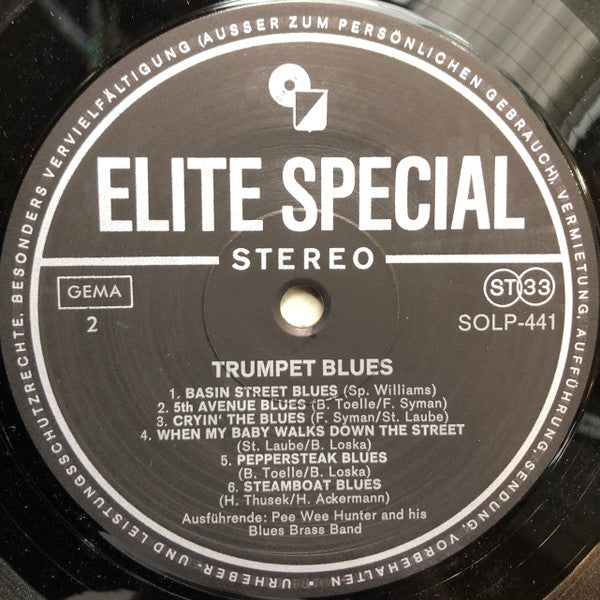 URHEBER- UND LEISTUNGSSCHUTZRECHTE, BESONDERS VERVIELFÄLTIGUNG (AUSSER ZUM PERSÖNLICHEN GEBRAUCH), VERMIETUNG, AUFFÜHRUNG, SENDUNG, VORBEHALTEN •
ELITE SPECIAL
STEREO
GEMA
2
ST 33
SOLP-441
TRUMPET BLUES
1. BASIN STREET BLUES (Sp. Williams)
2. 5th AVENUE BLUES (B. Toelle/F. Syman)
3. CRYIN' THE BLUES (F. Syman/St. Laube)
4. WHEN MY BABY WALKS DOWN THE STREET
(St. Laube/B. Loska)
5. PEPPERSTEAK BLUES
(B. Toelle/B. Loska)
6. STEAMBOAT BLUES
(H. Thusek/H. Ackermann)
Ausführende: Pee Wee Hunter and his
Blues Brass Band